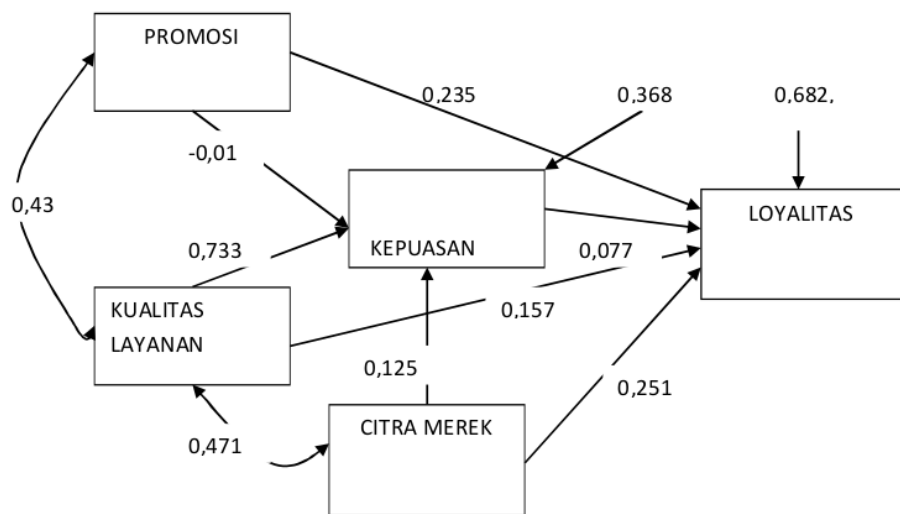 PROMOSI
0,235
0,368
0,682,
-0,01
0,43
LOYALITAS
0,733
KEPUASAN
0,077
KUALITAS
LAYANAN
0,157
0,125
0,251
CITRA MEREK
0,471